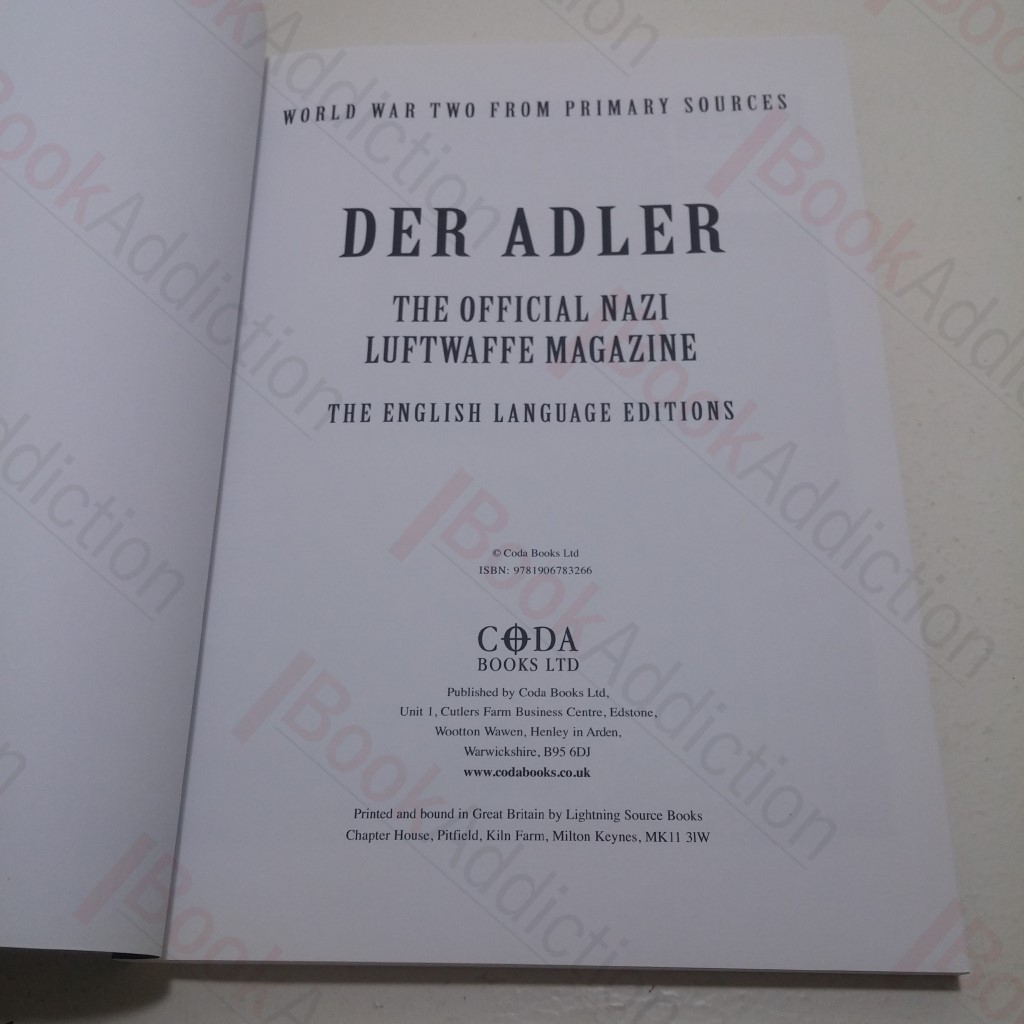 WORLD WAR TWO FROM PRIMARY SOURCES
DER ADLER
THE OFFICIAL NAZI
LUFTWAFFE MAGAZINE
THE ENGLISH LANGUAGE EDITIONS
© Coda Books Ltd
ISBN: 9781906783266
CODA
BOOKS LTD
Published by Coda Books Ltd,
Unit 1, Cutlers Farm Business Centre, Edstone,
Wootton Wawen, Henley in Arden,
Warwickshire, B95 6DJ
www.codabooks.co.uk
Printed and bound in Great Britain by Lightning Source Books
Chapter House, Pitfield, Kiln Farm, Milton Keynes, MK11 3lW
BookAddiction